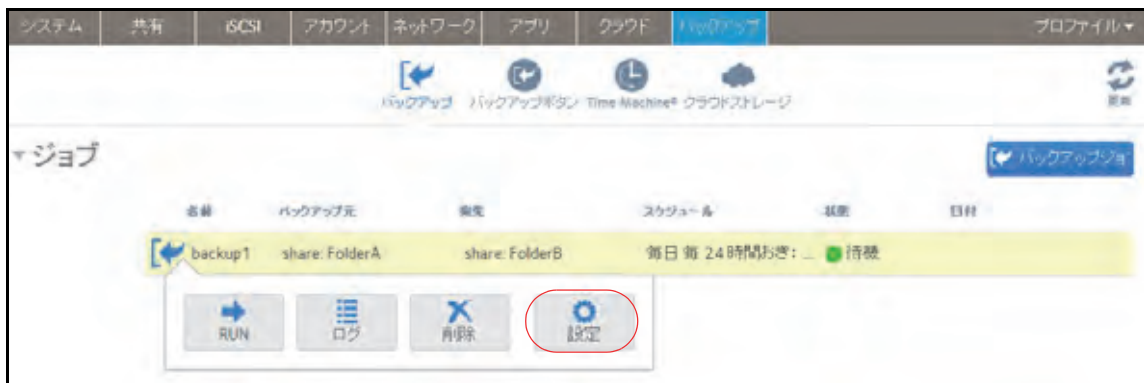 システム 共有 iSCSI アカウント ネットワーク アプリ クラウド バックアップ プロファイル
バックアップ バックアップボタン Time Machine® クラウドストレージ 更新
ジョブ
バックアップジョ
名前 バックアップ元 宛先 スケジュール 状態 日付
backup1 share: FolderA share: FolderB 毎日 毎 24時間おき: ... 待機
RUN ログ 削除 設定